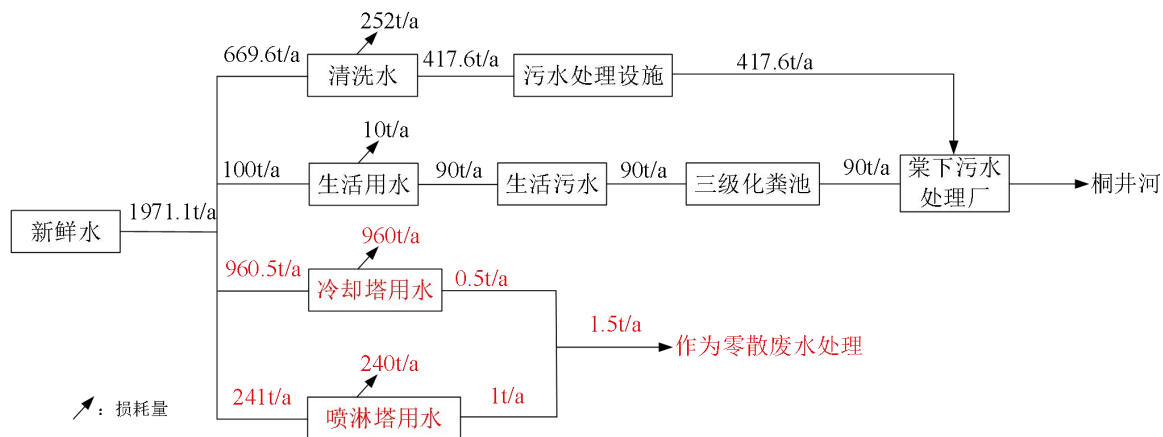 252t/a
669.6t/a
清洗水
417.6t/a
污水处理设施
417.6t/a
10t/a
100t/a
生活用水
90t/a
生活污水
90t/a
三级化粪池
90t/a
棠下污水
处理厂
桐井河
新鲜水
1971.1t/a
960t/a
960.5t/a
冷却塔用水
0.5t/a
1.5t/a
作为零散废水处理
240t/a
241t/a
喷淋塔用水
1t/a
：损耗量